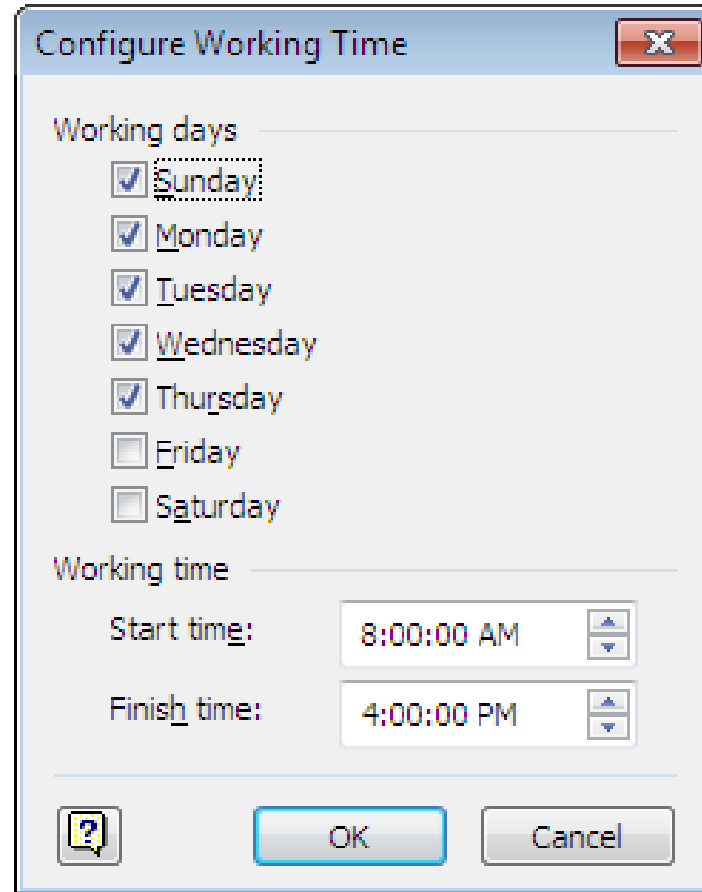 Configure Working Time
Working days
Sunday
Monday
Tuesday
Wednesday
Thursday
Friday
Saturday
Working time
Start time: 8:00:00 AM
Finish time: 4:00:00 PM
? OK Cancel